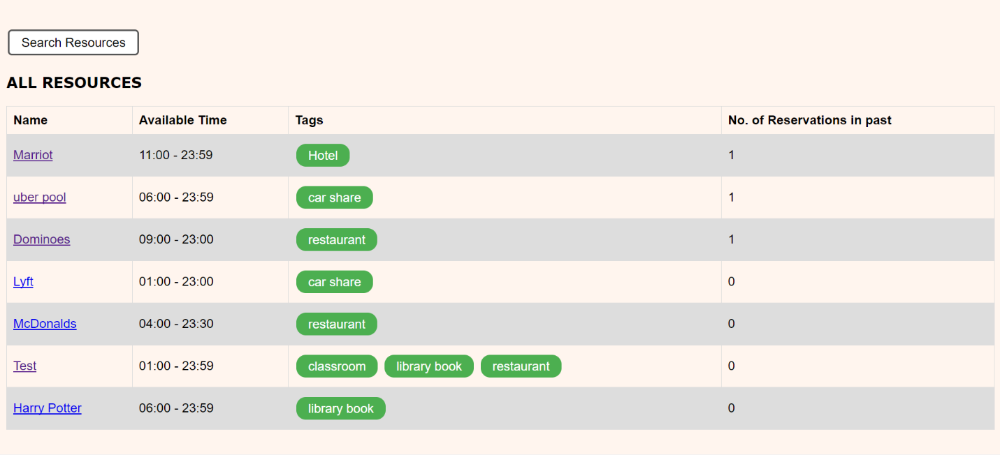 Search Resources
ALL RESOURCES
Name Available Time Tags No. of Reservations in past
Marriot 11:00 - 23:59 Hotel 1
uber pool 06:00 - 23:59 car share 1
Dominoes 09:00 - 23:00 restaurant 1
Lyft 01:00 - 23:00 car share 0
McDonalds 04:00 - 23:30 restaurant 0
Test 01:00 - 23:59 classroom library book restaurant 0
Harry Potter 06:00 - 23:59 library book 0